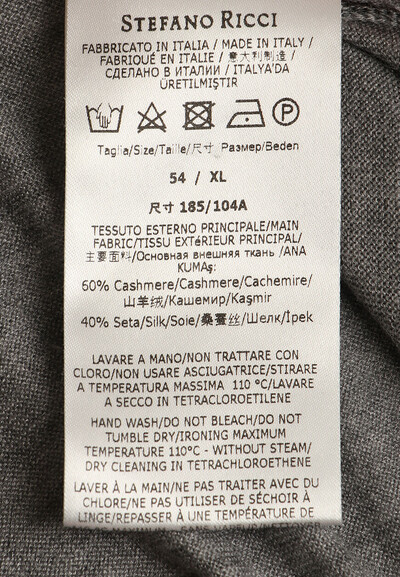 STEFANO RICCI
FABBRICATO IN ITALIA / MADE IN ITALY /
FABRIQUÉ EN ITALIE / 意大利制造 /
СДЕЛАНО В ИТАЛИИ / ITALYA'DA
ÜRETILMIŞTIR
P
Taglia/Size/Taille/尺寸 Размер/Beden
54 / XL
尺寸 185/104A
TESSUTO ESTERNO PRINCIPALE/MAIN
FABRIC/TISSU EXTéRIEUR PRINCIPAL/
主要面料/Основная внешняя ткань /ANA
KUMAş:
60% Cashmere/Cashmere/Cachemire/
山羊绒/Кашемир/Kaşmir
40% Seta/Silk/Soie/桑蚕丝/Шелк/İpek
LAVARE A MANO/NON TRATTARE CON
CLORO/NON USARE ASCIUGATRICE/STIRARE
A TEMPERATURA MASSIMA 110 °C/LAVARE
A SECCO IN TETRACLOROETILENE
HAND WASH/DO NOT BLEACH/DO NOT
TUMBLE DRY/IRONING MAXIMUM
TEMPERATURE 110°C - WITHOUT STEAM/
DRY CLEANING IN TETRACHLOROETHENE
LAVER À LA MAIN/NE PAS TRAITER AVEC DU
CHLORE/NE PAS UTILISER DE SÉCHOIR À
LINGE/REPASSER À UNE TEMPÉRATURE DE